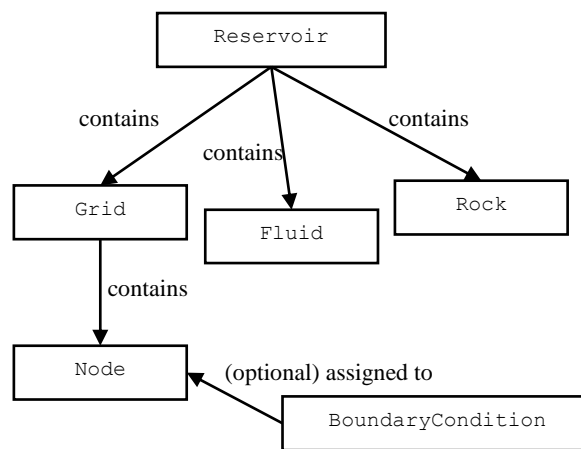 Reservoir
contains
contains
contains
Grid
Fluid
Rock
contains
Node
(optional) assigned to
BoundaryCondition